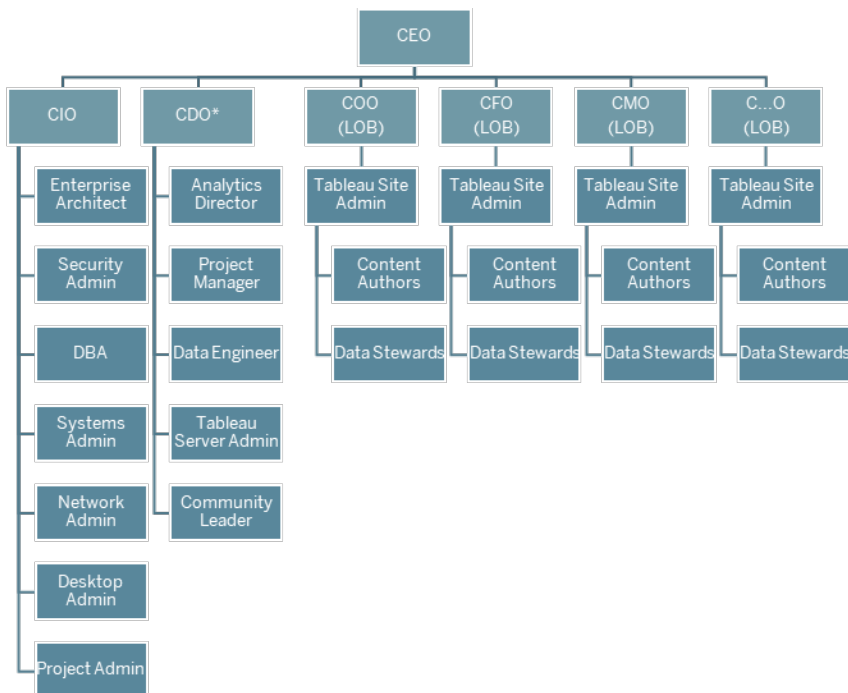 CEO
CIO
CDO*
COO
(LOB)
CFO
(LOB)
CMO
(LOB)
C...O
(LOB)
Enterprise
Architect
Analytics
Director
Tableau Site
Admin
Tableau Site
Admin
Tableau Site
Admin
Tableau Site
Admin
Security
Admin
Project
Manager
Content
Authors
Content
Authors
Content
Authors
Content
Authors
DBA
Data Engineer
Data Stewards
Data Stewards
Data Stewards
Data Stewards
Systems
Admin
Tableau
Server Admin
Network
Admin
Community
Leader
Desktop
Admin
Project Admin